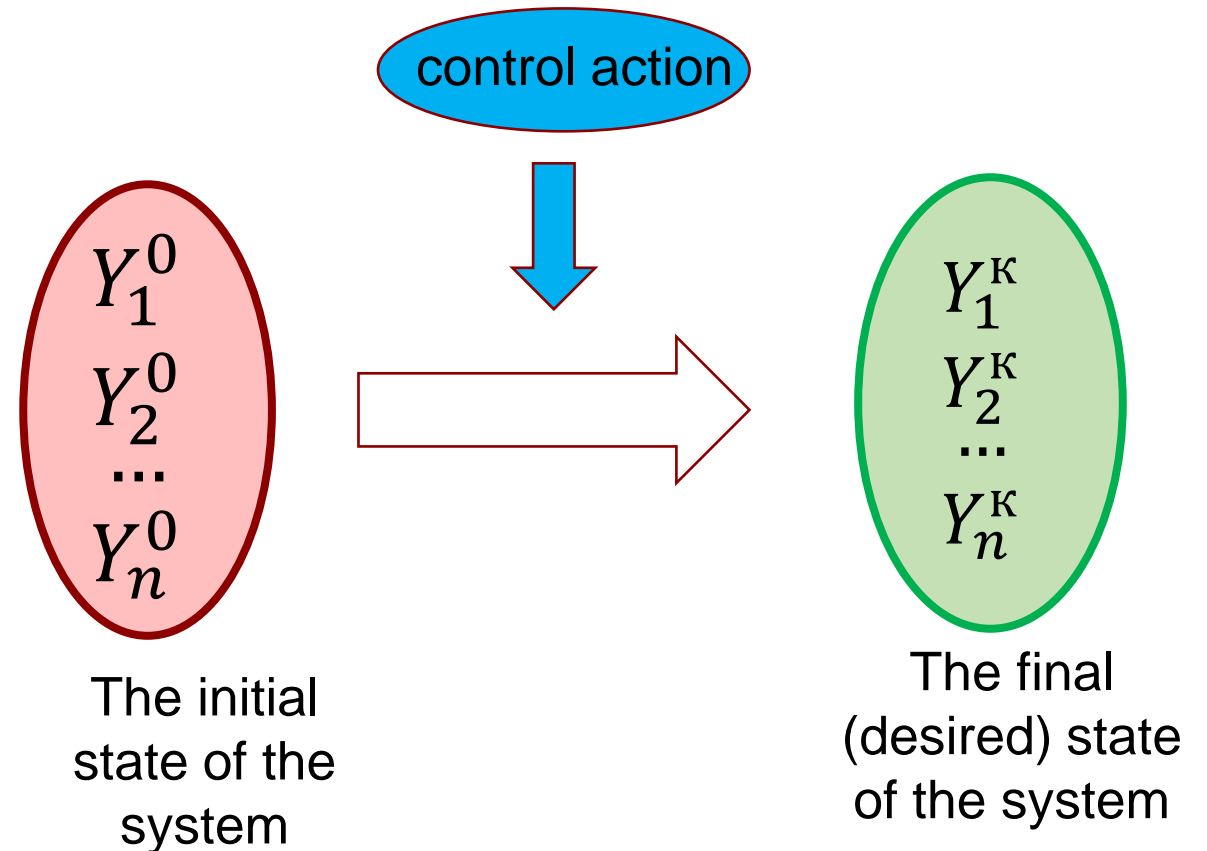 control action
Y₁⁰
Y₂⁰
...
Yₙ⁰
The initial
state of the
system
Y₁ᴷ
Y₂ᴷ
...
Yₙᴷ
The final
(desired) state
of the system